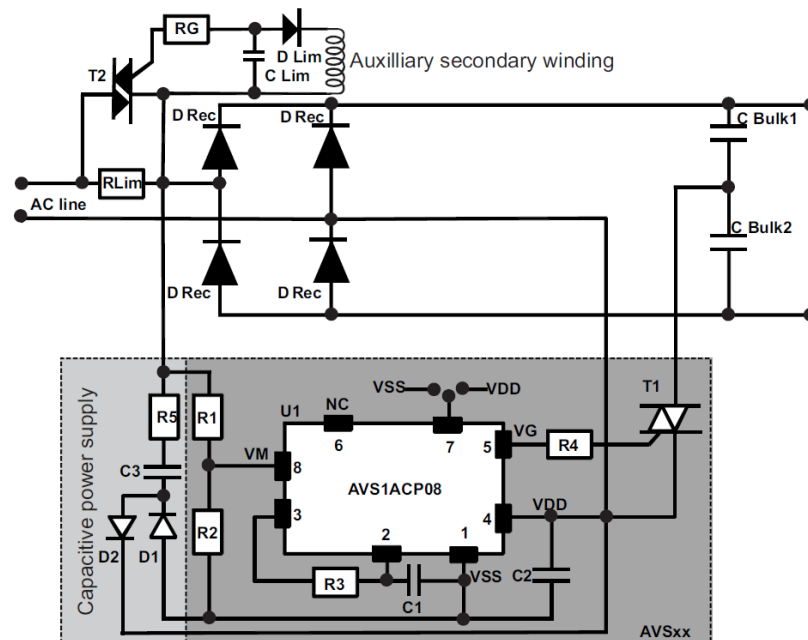 RG
D Lim
C Lim
Auxilliary secondary winding
T2
D Rec
D Rec
C Bulk1
RLim
AC line
C Bulk2
D Rec
D Rec
Capacitive power supply
VSS
VDD
T1
R5
R1
U1
NC
6
7
5
VG
R4
VM
8
C3
AVS1ACP08
3
4
VDD
D2
D1
R2
2
1
R3
C1
VSS
C2
AVSxx